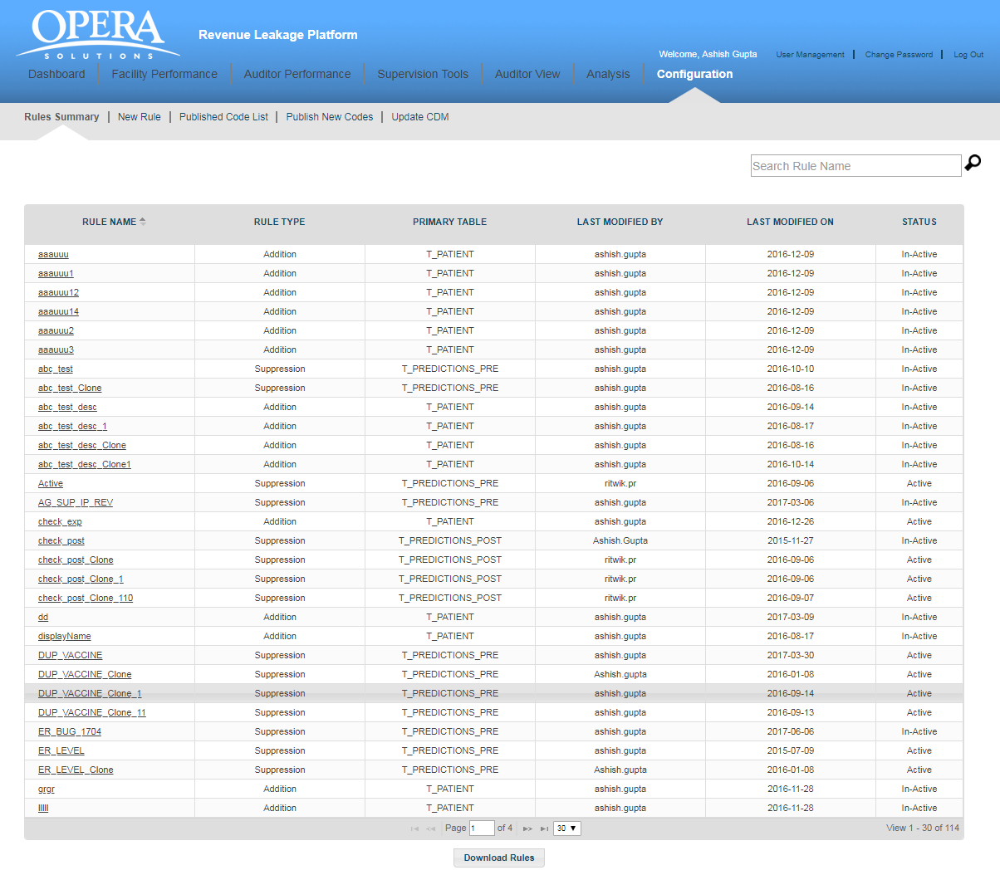 OPERA
SOLUTIONS
Revenue Leakage Platform
Welcome, Ashish Gupta User Management | Change Password | Log Out
Dashboard Facility Performance Auditor Performance Supervision Tools Auditor View Analysis Configuration
Rules Summary | New Rule | Published Code List | Publish New Codes | Update CDM
Search Rule Name
RULE NAME RULE TYPE PRIMARY TABLE LAST MODIFIED BY LAST MODIFIED ON STATUS
aaauuu Addition T_PATIENT ashish.gupta 2016-12-09 In-Active
aaauuu1 Addition T_PATIENT ashish.gupta 2016-12-09 In-Active
aaauuu12 Addition T_PATIENT ashish.gupta 2016-12-09 In-Active
aaauuu14 Addition T_PATIENT ashish.gupta 2016-12-09 In-Active
aaauuu2 Addition T_PATIENT ashish.gupta 2016-12-09 In-Active
aaauuu3 Addition T_PATIENT ashish.gupta 2016-12-09 In-Active
abc_test Suppression T_PREDICTIONS_PRE ashish.gupta 2016-10-10 In-Active
abc_test_Clone Suppression T_PREDICTIONS_PRE ashish.gupta 2016-08-16 In-Active
abc_test_desc Addition T_PATIENT ashish.gupta 2016-09-14 In-Active
abc_test_desc_1 Addition T_PATIENT ashish.gupta 2016-08-17 In-Active
abc_test_desc_Clone Addition T_PATIENT ashish.gupta 2016-08-16 In-Active
abc_test_desc_Clone1 Addition T_PATIENT ashish.gupta 2016-10-14 In-Active
Active Suppression T_PREDICTIONS_PRE ritwik.pr 2016-09-06 Active
AG_SUP_IP_REV Suppression T_PREDICTIONS_PRE ashish.gupta 2017-03-06 In-Active
check_exp Addition T_PATIENT ashish.gupta 2016-12-26 Active
check_post Suppression T_PREDICTIONS_POST Ashish.Gupta 2015-11-27 In-Active
check_post_Clone Suppression T_PREDICTIONS_POST ritwik.pr 2016-09-06 Active
check_post_Clone_1 Suppression T_PREDICTIONS_POST ritwik.pr 2016-09-06 Active
check_post_Clone_110 Suppression T_PREDICTIONS_POST ritwik.pr 2016-09-07 Active
dd Addition T_PATIENT ashish.gupta 2017-03-09 In-Active
displayName Addition T_PATIENT ashish.gupta 2016-08-17 In-Active
DUP_VACCINE Suppression T_PREDICTIONS_PRE ashish.gupta 2017-03-30 Active
DUP_VACCINE_Clone Suppression T_PREDICTIONS_PRE Ashish.gupta 2016-01-08 Active
DUP_VACCINE_Clone_1 Suppression T_PREDICTIONS_PRE ashish.gupta 2016-09-14 Active
DUP_VACCINE_Clone_11 Suppression T_PREDICTIONS_PRE ashish.gupta 2016-09-13 Active
ER_BUG_1704 Suppression T_PREDICTIONS_PRE ashish.gupta 2017-06-06 In-Active
ER_LEVEL Suppression T_PREDICTIONS_PRE ashish.gupta 2015-07-09 Active
ER_LEVEL_Clone Suppression T_PREDICTIONS_PRE Ashish.gupta 2016-01-08 Active
grgr Addition T_PATIENT ashish.gupta 2016-11-28 In-Active
lllll Addition T_PATIENT ashish.gupta 2016-11-28 In-Active
Page 1 of 4 30 View 1 - 30 of 114
Download Rules